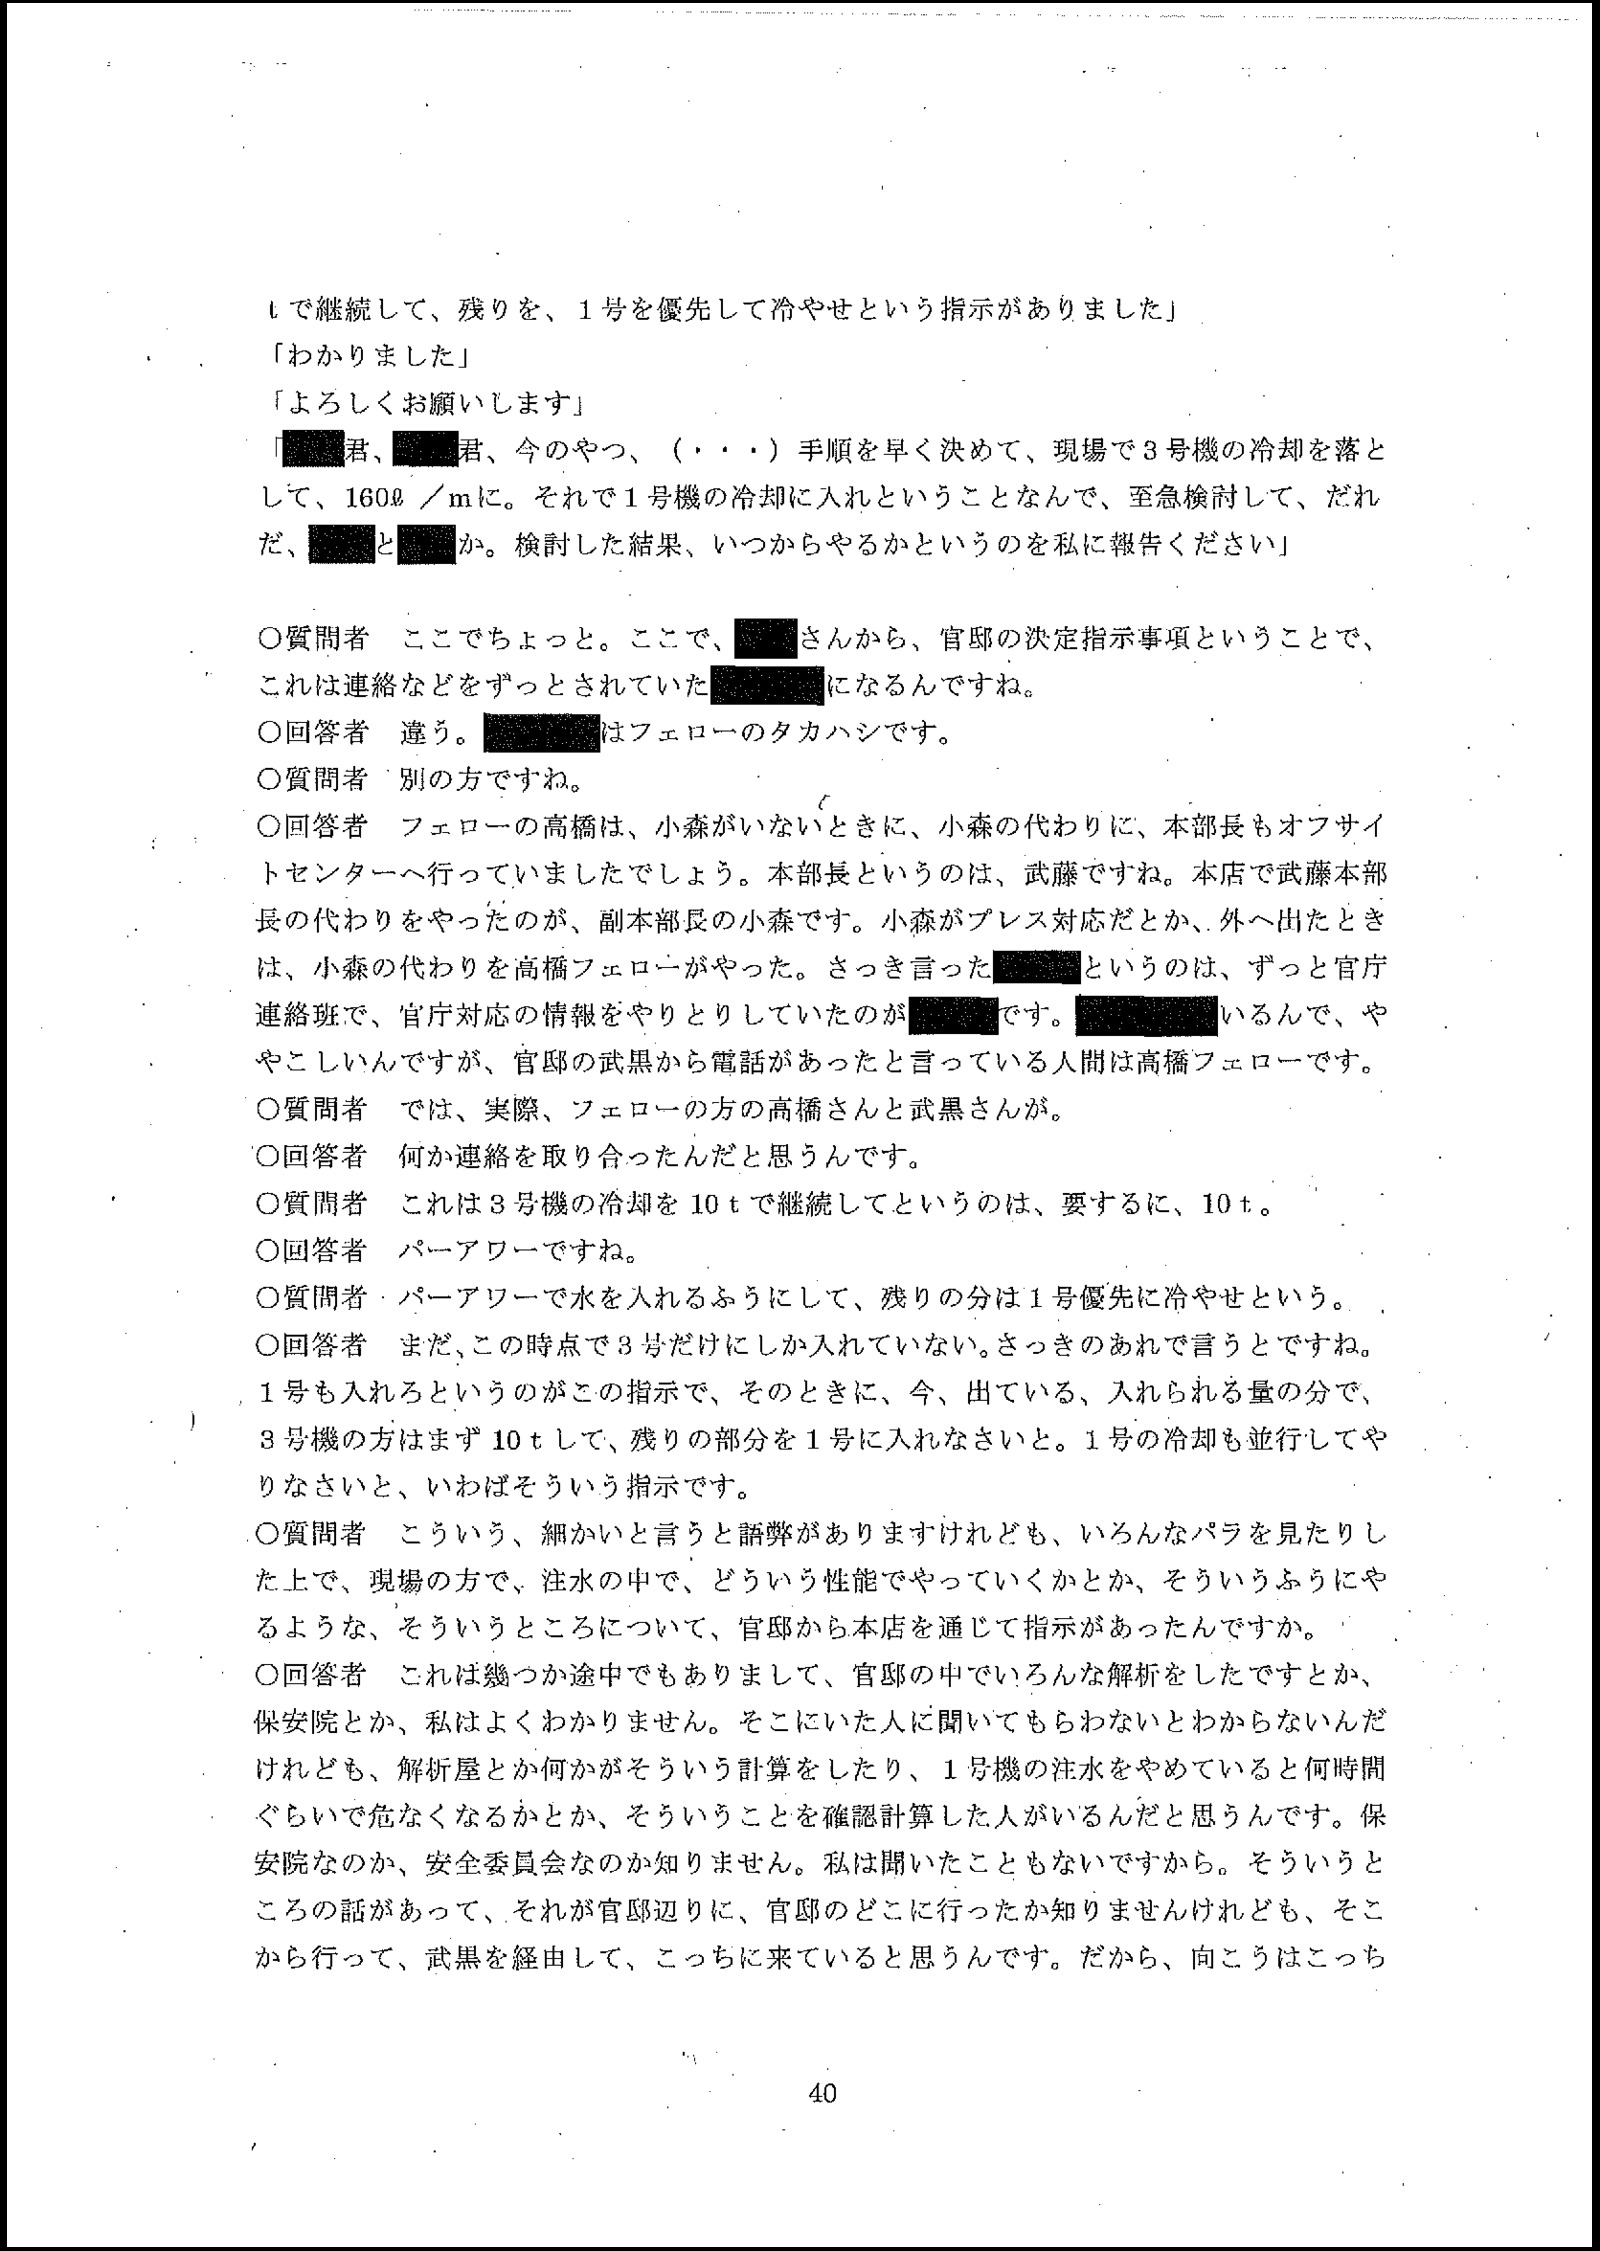 tで継続して、残りを、１号を優先して冷やせという指示がありました」
「わかりました」
「よろしくお願いします」
「君、君、今のやつ、（・・・）手順を早く決めて、現場で３号機の冷却を落と
して、160ℓ／mに。それで１号機の冷却に入れということなんで、至急検討して、だれ
だ、とか。検討した結果、いつからやるかというのを私に報告ください」
〇質問者　ここでちょっと。ここで、さんから、官邸の決定指示事項ということで、
これは連絡などをずっとされていたになるんですね。
〇回答者　違う。はフェローのタカハシです。
〇質問者　別の方ですね。
〇回答者　フェローの高橋は、小森がいないときに、小森の代わりに、本部長もオフサイ
トセンターへ行っていましたでしょう。本部長というのは、武藤ですね。本店で武藤本部
長の代わりをやったのが、副本部長の小森です。小森がプレス対応だとか、外へ出たとき
は、小森の代わりを高橋フェローがやった。さっき言ったというのは、ずっと官庁
連絡班で、官庁対応の情報をやりとりしていたのがです。いるんで、や
やこしいんですが、官邸の武黒から電話があったと言っている人間は高橋フェローです。
〇質問者　では、実際、フェローの方の高橋さんと武黒さんが。
〇回答者　何か連絡を取り合ったんだと思うんです。
〇質問者　これは３号機の冷却を10tで継続してというのは、要するに、10t。
〇回答者　パーアワーですね。
〇質問者　パーアワーで水を入れるふうにして、残りの分は１号優先に冷やせという。
〇回答者　まだ、この時点で３号だけにしか入れていない。さっきのあれで言うとですね。
１号も入れろというのがこの指示で、そのときに、今、出ている、入れられる量の分で、
３号機の方はまず10tして、残りの部分を１号に入れなさいと。１号の冷却も並行してや
りなさいと、いわばそういう指示です。
〇質問者　こういう、細かいと言うと語弊がありますけれども、いろんなパラを見たりし
た上で、現場の方で、注水の中で、どういう性能でやっていくかとか、そういうふうにや
るような、そういうところについて、官邸から本店を通じて指示があったんですか。
〇回答者　これは幾つか途中でもありまして、官邸の中でいろんな解析をしたですとか、
保安院とか、私はよくわかりません。そこにいた人に聞いてもらわないとわからないんだ
けれども、解析屋とか何かがそういう計算をしたり、１号機の注水をやめていると何時間
ぐらいで危なくなるかとか、そういうことを確認計算した人がいるんだと思うんです。保
安院なのか、安全委員会なのか知りません。私は聞いたこともないですから。そういうと
ころの話があって、それが官邸辺りに、官邸のどこに行ったか知りませんけれども、そこ
から行って、武黒を経由して、こっちに来ていると思うんです。だから、向こうはこっち
40